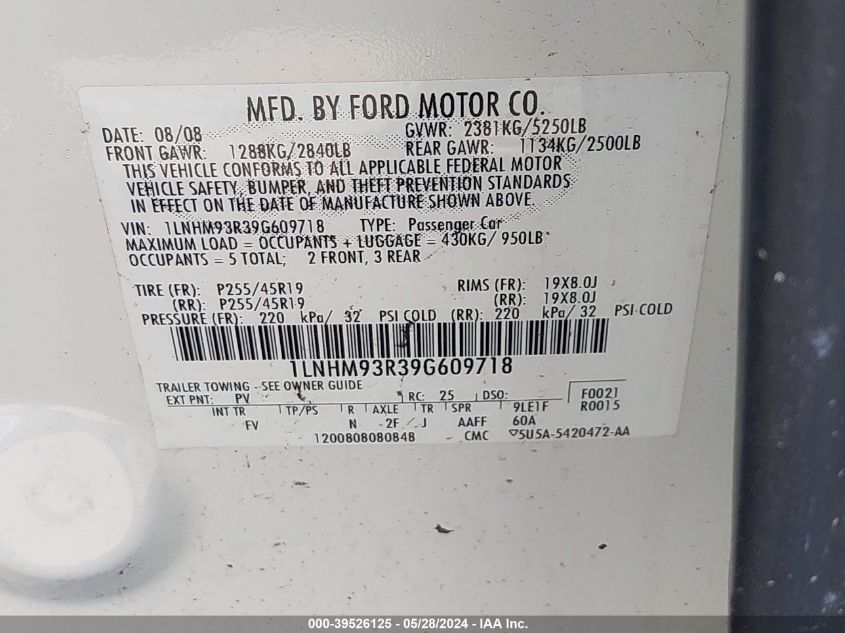 MFD. BY FORD MOTOR CO.
DATE: 08/08 GVWR: 2381KG/5250LB
FRONT GAWR: 1288KG/2840LB REAR GAWR: 1134KG/2500LB
THIS VEHICLE CONFORMS TO ALL APPLICABLE FEDERAL MOTOR
VEHICLE SAFETY, BUMPER, AND THEFT PREVENTION STANDARDS
IN EFFECT ON THE DATE OF MANUFACTURE SHOWN ABOVE.
VIN: 1LNHM93R39G609718 TYPE: Passenger Car
MAXIMUM LOAD = OCCUPANTS + LUGGAGE = 430KG/ 950LB
OCCUPANTS = 5 TOTAL; 2 FRONT, 3 REAR
TIRE (FR): P255/45R19 RIMS (FR): 19X8.0J
(RR): P255/45R19 (RR): 19X8.0J
PRESSURE (FR): 220 kPa/ 32 PSI COLD (RR): 220 kPa/ 32 PSI COLD
1LNHM93R39G609718
TRAILER TOWING - SEE OWNER GUIDE
EXT PNT: PV RC: 25 DSO: F0021
INT TR TP/PS R AXLE TR SPR 9LE1F R0015
FV N 2F J AAFF 60A
1200808080848 CMC ▽5U5A-5420472-AA
000-39526125 - 05/28/2024 - IAA Inc.